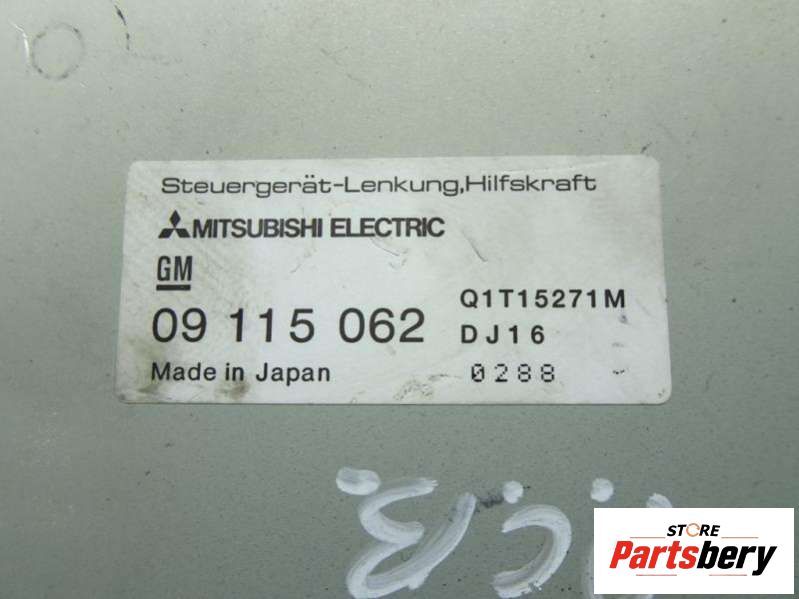 Steuergerät-Lenkung,Hilfskraft
MITSUBISHI ELECTRIC
GM
09 115 062 Q1T15271M
DJ16
Made in Japan 0288
STORE
Partsbery